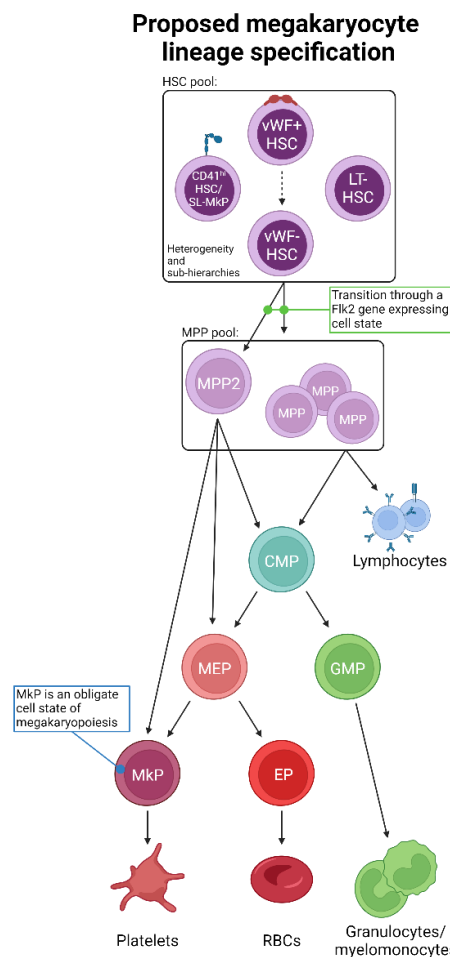 Proposed megakaryocyte
lineage specification
HSC pool:
vWF+
HSC
CD41hi
HSC/
SL-MkP
LT-
HSC
vWF-
HSC
Heterogeneity
and
sub-hierarchies
Transition through a
Flk2 gene expressing
cell state
MPP pool:
MPP2
MPP
MPP
MPP
Lymphocytes
CMP
MEP
GMP
MkP is an obligate
cell state of
megakaryopoiesis
MkP
EP
Platelets
RBCs
Granulocytes/
myelomonocytes